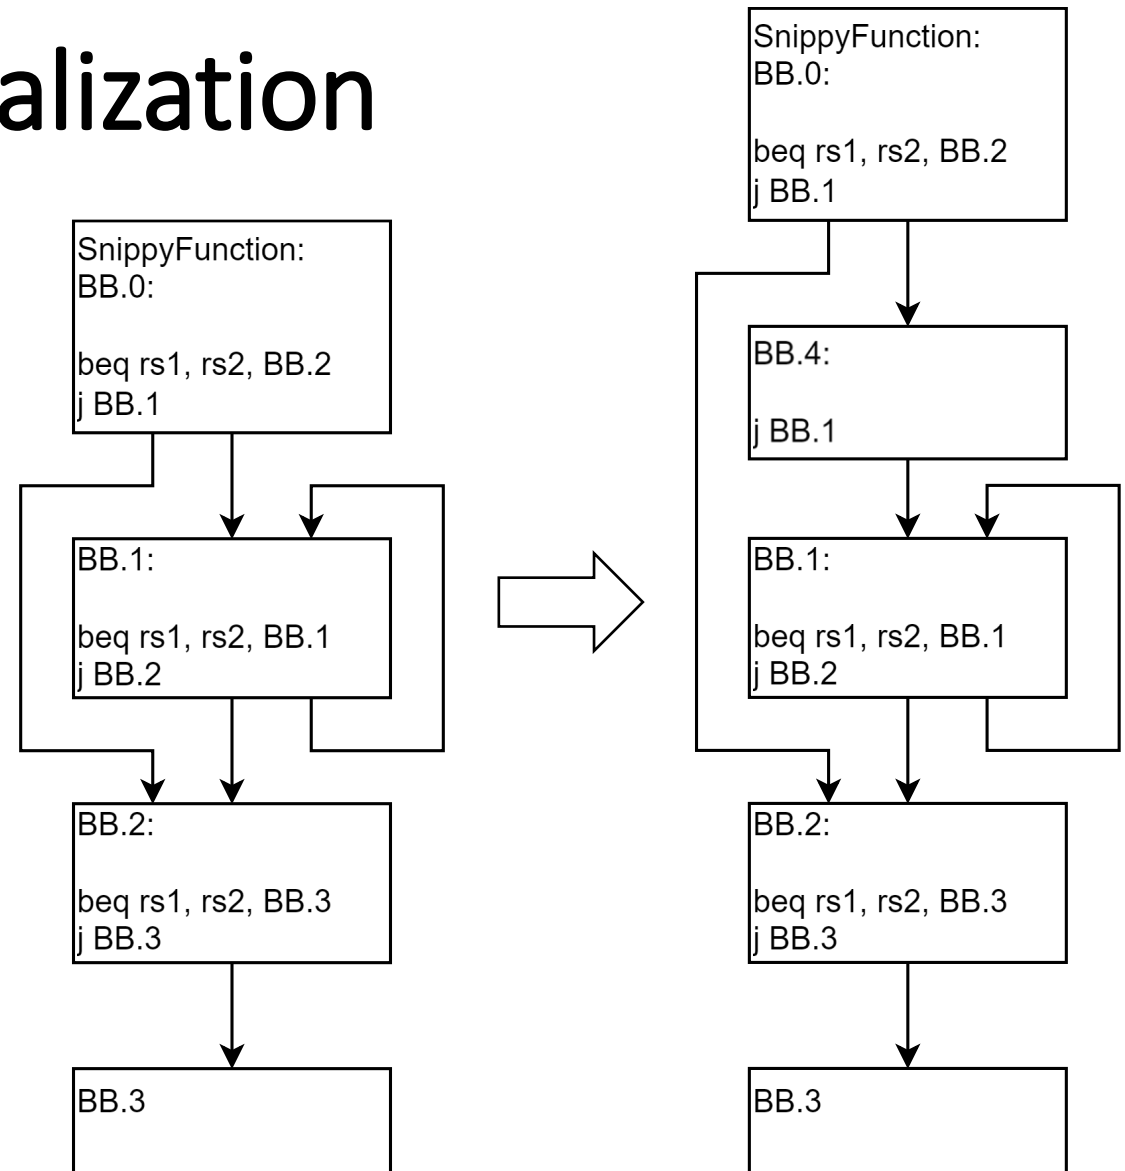 alization
SnippyFunction:
BB.0:
beq rs1, rs2, BB.2
j BB.1
BB.1:
beq rs1, rs2, BB.1
j BB.2
BB.2:
beq rs1, rs2, BB.3
j BB.3
BB.3
SnippyFunction:
BB.0:
beq rs1, rs2, BB.2
j BB.1
BB.4:
j BB.1
BB.1:
beq rs1, rs2, BB.1
j BB.2
BB.2:
beq rs1, rs2, BB.3
j BB.3
BB.3